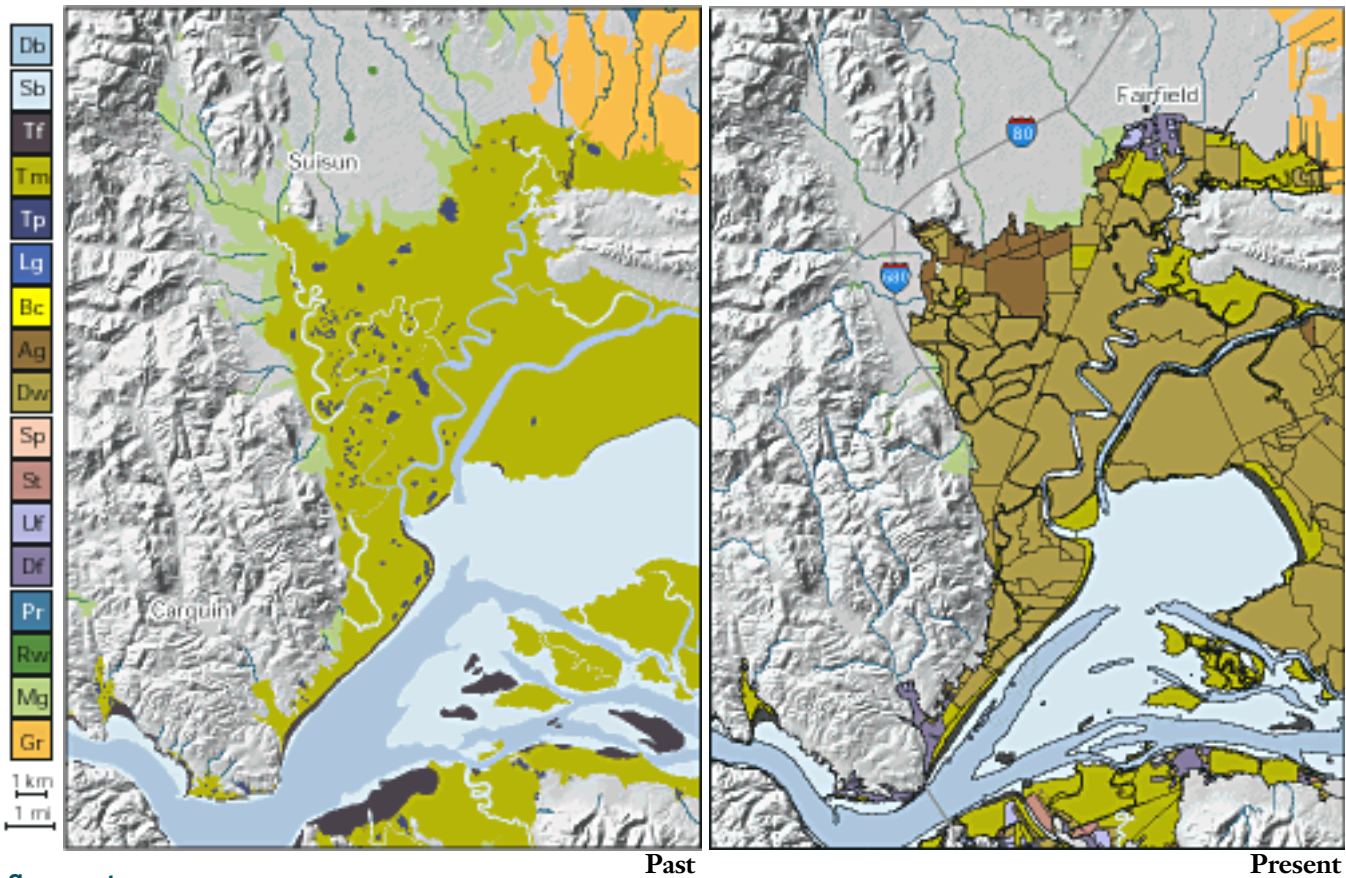 Db
Sb
Tf
Tm
Tp
Lg
Bc
Ag
Dw
Sp
St
Uf
Df
Pr
Rw
Mg
Gr
1 km
1 mi
Suisun
Carquin
Fairfield
80
680
Past
Present